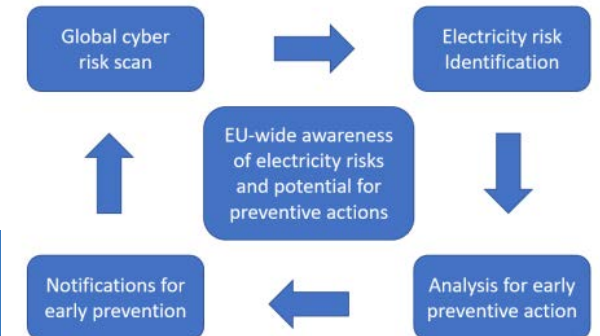 Global cyber
risk scan
Electricity risk
Identification
EU-wide awareness
of electricity risks
and potential for
preventive actions
Notifications for
early prevention
Analysis for early
preventive action